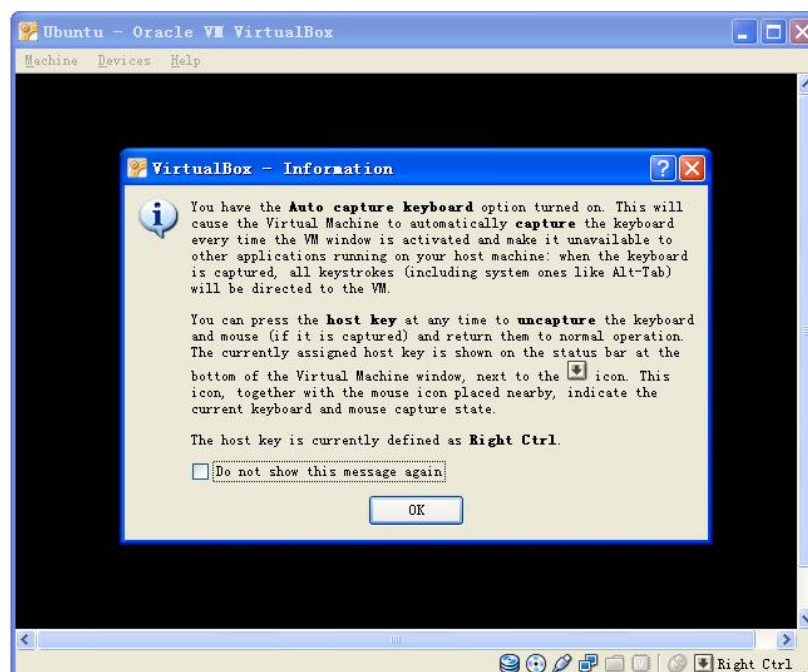 Ubuntu - Oracle VM VirtualBox
Machine Devices Help
VirtualBox - Information
You have the Auto capture keyboard option turned on. This will
cause the Virtual Machine to automatically capture the keyboard
every time the VM window is activated and make it unavailable to
other applications running on your host machine: when the keyboard
is captured, all keystrokes (including system ones like Alt-Tab)
will be directed to the VM.
You can press the host key at any time to uncapture the keyboard
and mouse (if it is captured) and return them to normal operation.
The currently assigned host key is shown on the status bar at the
bottom of the Virtual Machine window, next to the icon. This
icon, together with the mouse icon placed nearby, indicate the
current keyboard and mouse capture state.
The host key is currently defined as Right Ctrl.
Do not show this message again
OK
Right Ctrl